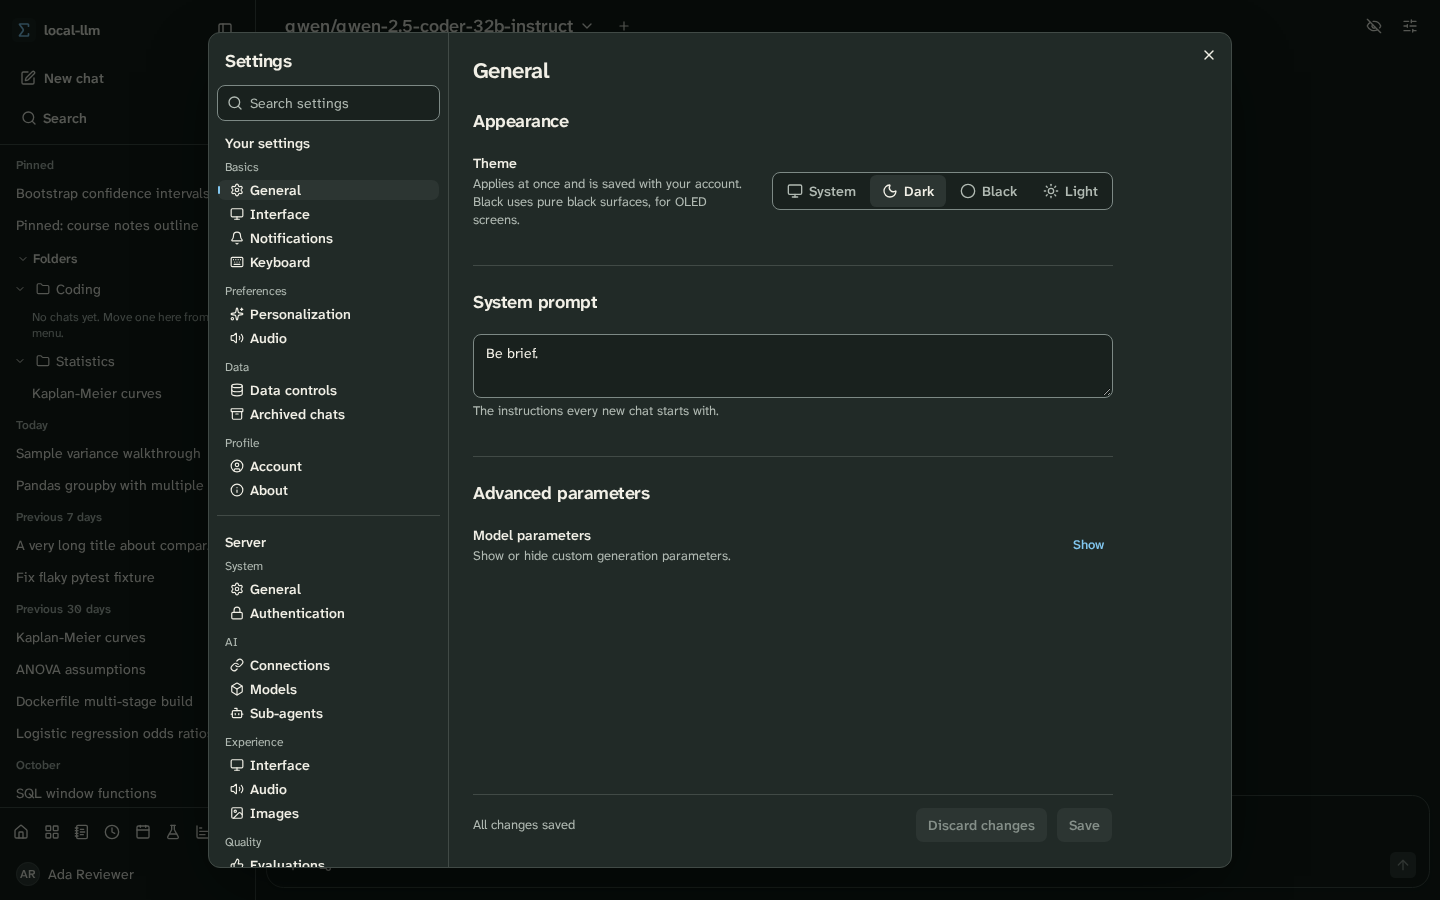 local-llm
New chat
Search
Pinned
Bootstrap confidence intervals
Pinned: course notes outline
Folders
Coding
No chats yet. Move one here from
menu.
Statistics
Kaplan-Meier curves
Today
Sample variance walkthrough
Pandas groupby with multiple
Previous 7 days
A very long title about compar
Fix flaky pytest fixture
Previous 30 days
Kaplan-Meier curves
ANOVA assumptions
Dockerfile multi-stage build
Logistic regression odds ratio
October
SQL window functions
AR Ada Reviewer
qwen/qwen-2.5-coder-32b-instruct
Settings
Search settings
Your settings
Basics
General
Interface
Notifications
Keyboard
Preferences
Personalization
Audio
Data
Data controls
Archived chats
Profile
Account
About
Server
System
General
Authentication
AI
Connections
Models
Sub-agents
Experience
Interface
Audio
Images
Quality
Evaluations
General
Appearance
Theme
Applies at once and is saved with your account.
Black uses pure black surfaces, for OLED
screens.
System Dark Black Light
System prompt
Be brief.
The instructions every new chat starts with.
Advanced parameters
Model parameters
Show or hide custom generation parameters.
Show
All changes saved
Discard changes
Save